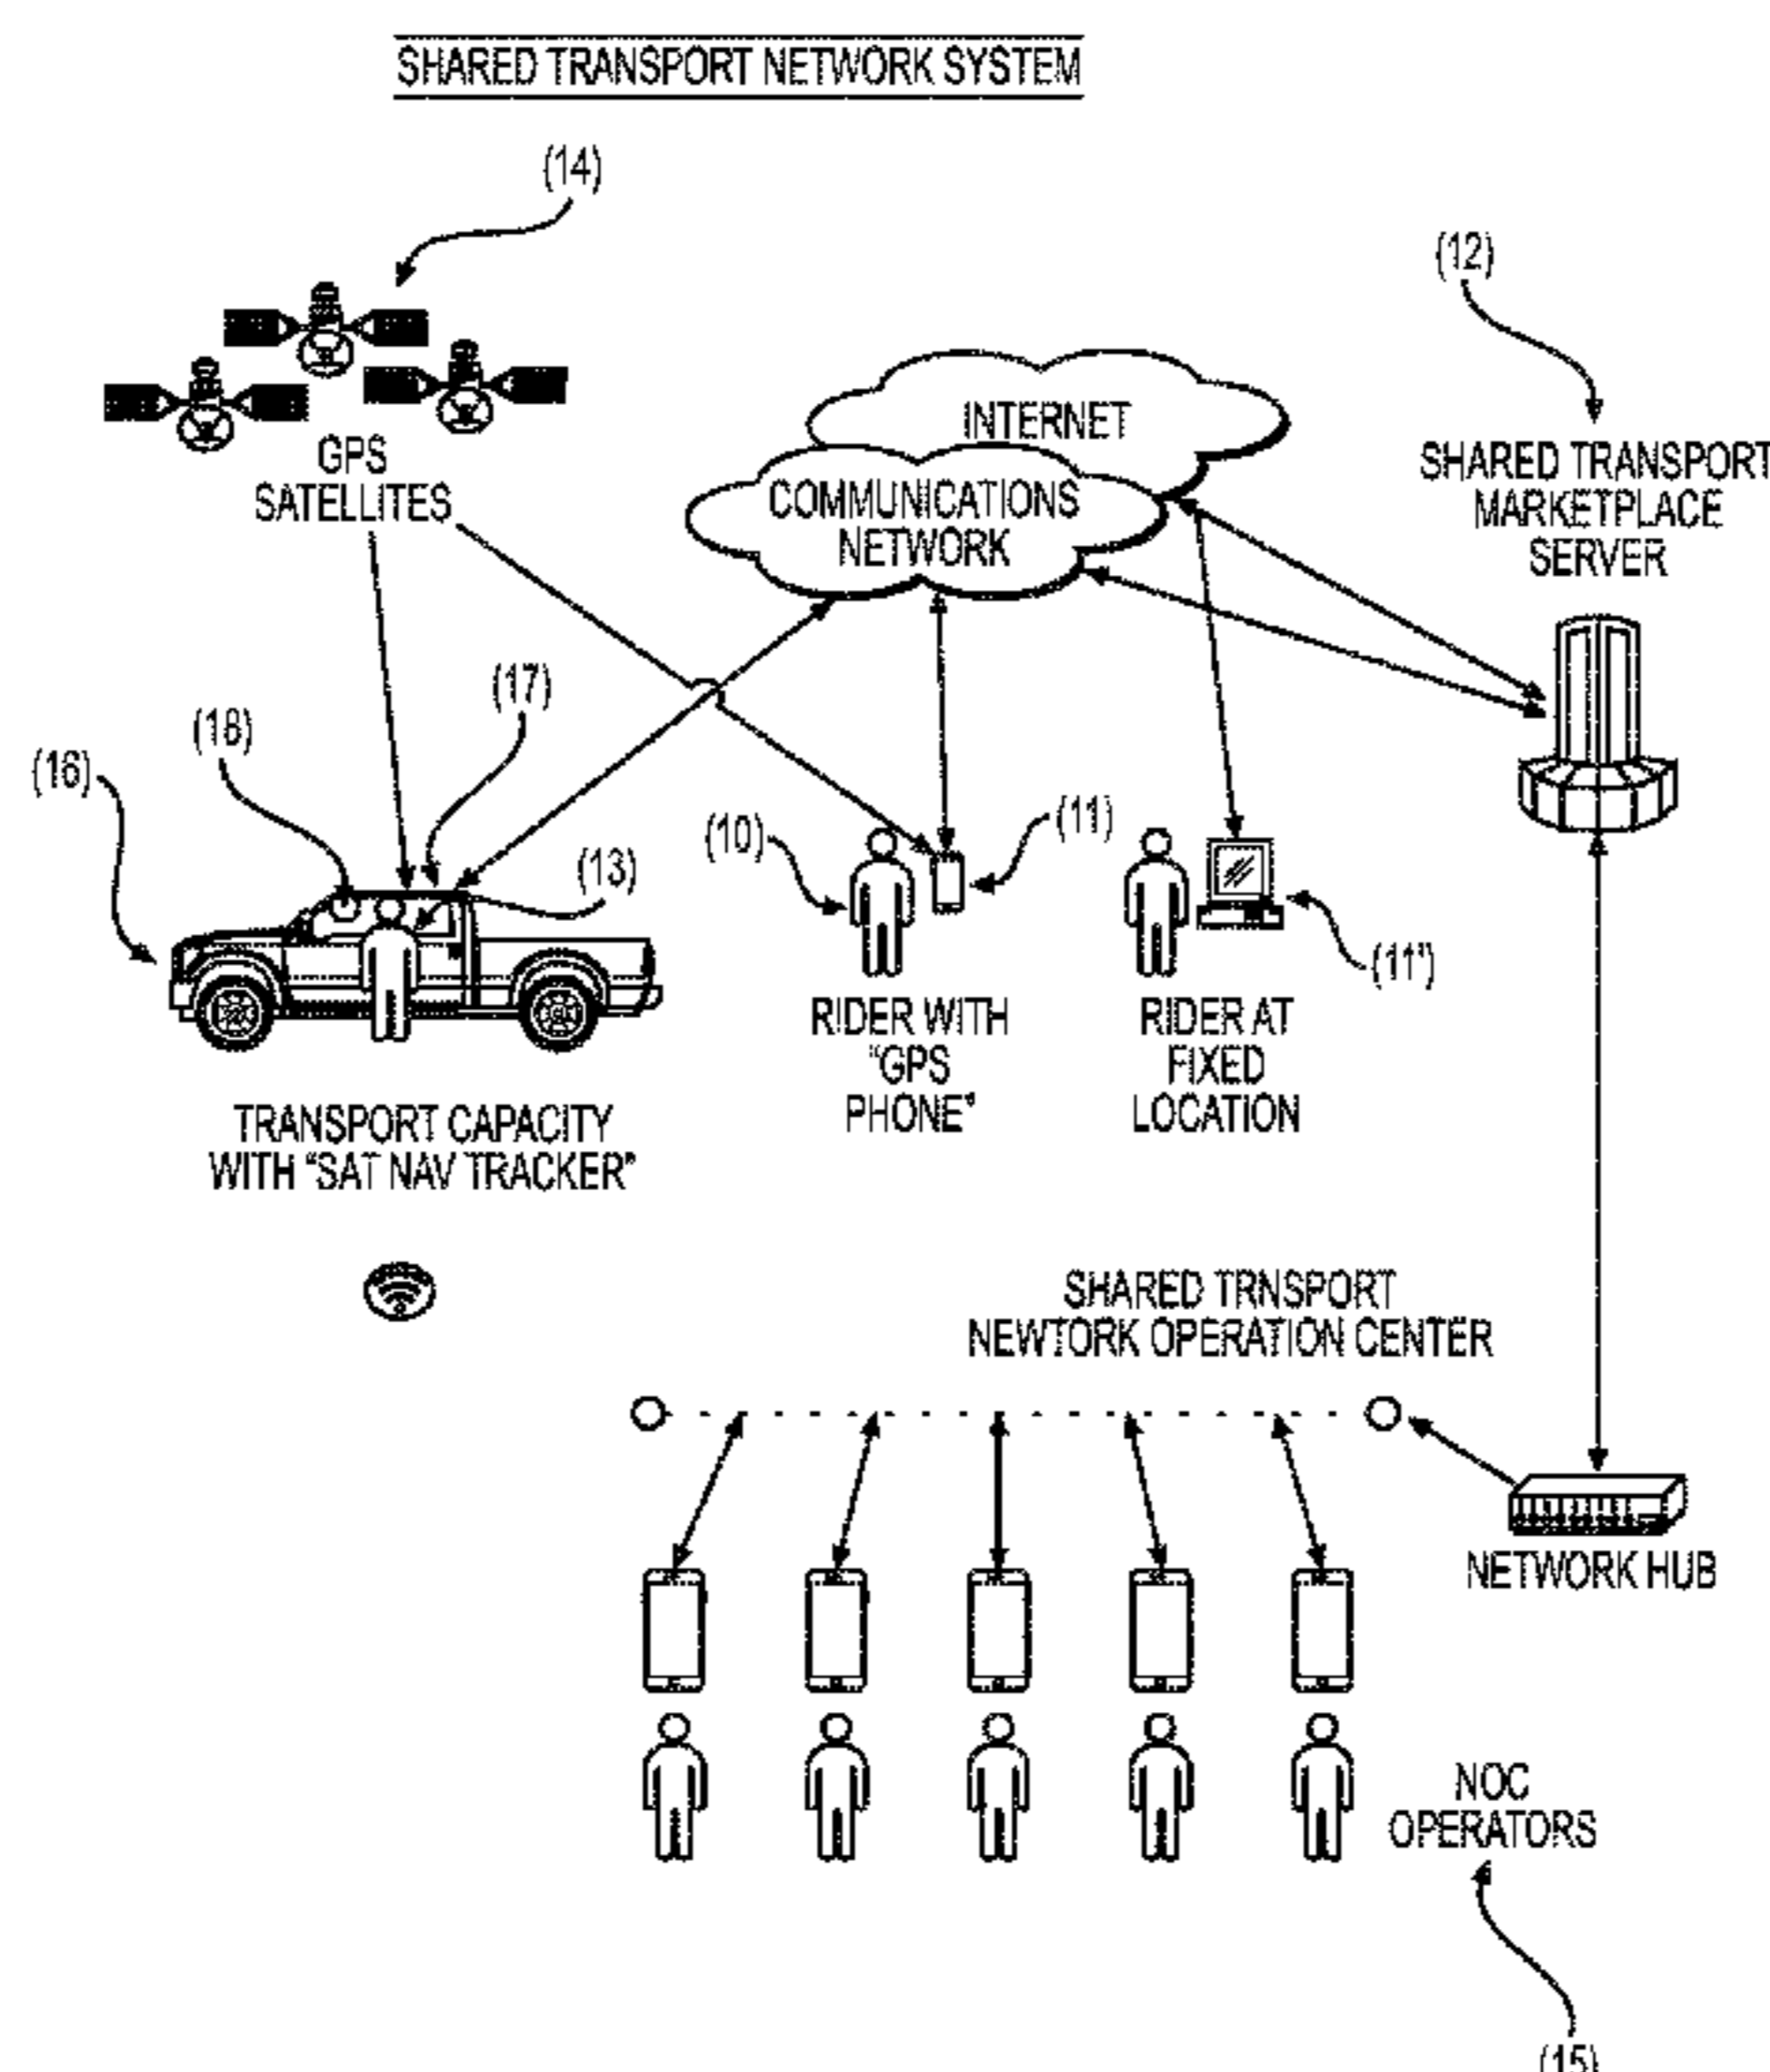 SHARED TRANSPORT NETWORK SYSTEM
(14)
(12)
INTERNET
COMMUNICATIONS
NETWORK
GPS
SATELLITES
SHARED TRANSPORT
MARKETPLACE
SERVER
(17)
(18)
(16)
(13)
(10)
(11)
(11')
RIDER WITH
"GPS
PHONE"
RIDER AT
FIXED
LOCATION
TRANSPORT CAPACITY
WITH "SAT NAV TRACKER"
SHARED TRNSPORT
NEWTORK OPERATION CENTER
NETWORK HUB
NOC
OPERATORS
(15)